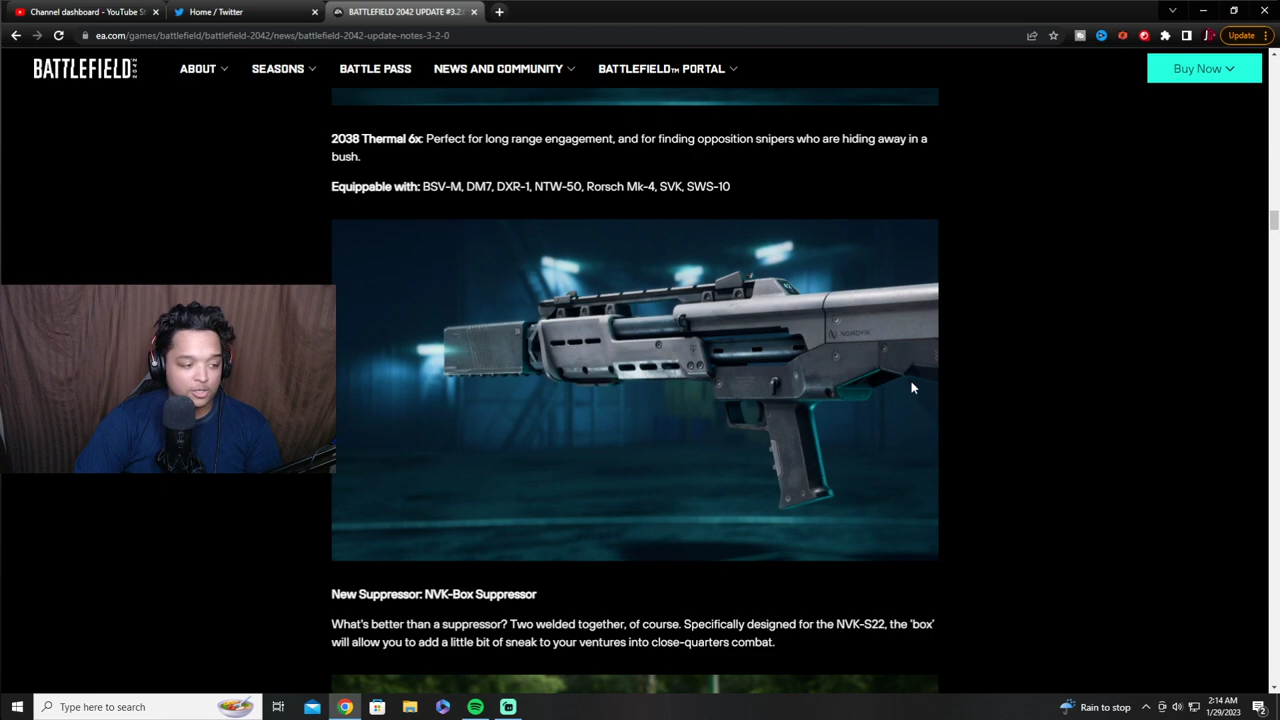 Channel dashboard - YouTube S
Home / Twitter
BATTLEFIELD 2042 UPDATE #3.2.
ea.com/games/battlefield/battlefield-2042/news/battlefield-2042-update-notes-3-2-0
Update
BATTLEFIELD 2042
ABOUT
SEASONS
BATTLE PASS
NEWS AND COMMUNITY
BATTLEFIELD™ PORTAL
Buy Now
2038 Thermal 6x: Perfect for long range engagement, and for finding opposition snipers who are hiding away in a
bush.
Equippable with: BSV-M, DM7, DXR-1, NTW-50, Rorsch Mk-4, SVK, SWS-10
NORDVIK
New Suppressor: NVK-Box Suppressor
What's better than a suppressor? Two welded together, of course. Specifically designed for the NVK-S22, the 'box'
will allow you to add a little bit of sneak to your ventures into close-quarters combat.
Type here to search
Rain to stop
2:14 AM
1/29/2023
2